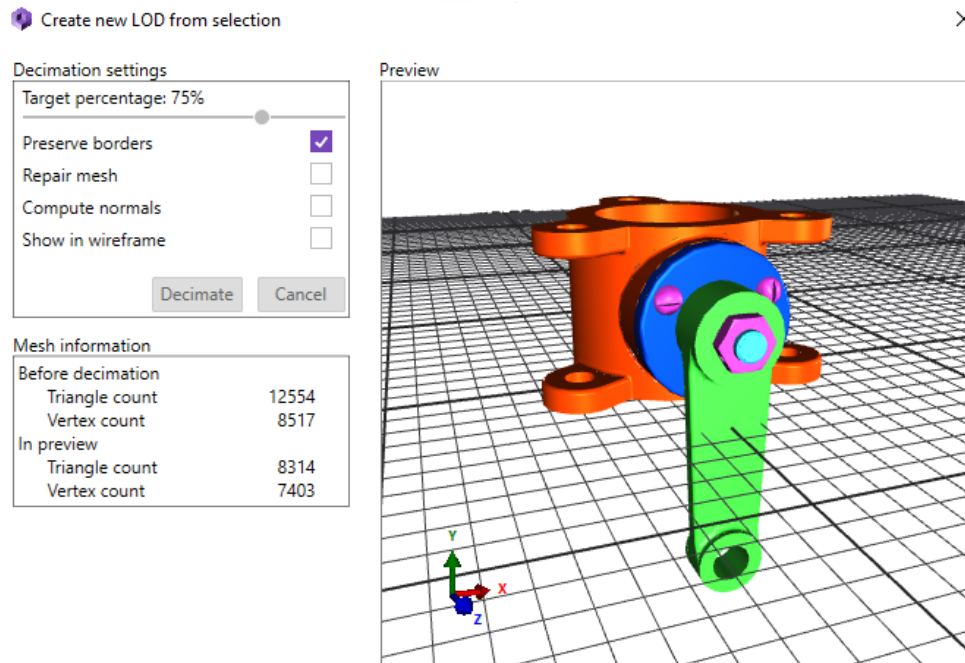 Create new LOD from selection
Decimation settings
Target percentage: 75%
Preserve borders
Repair mesh
Compute normals
Show in wireframe
Decimate Cancel
Mesh information
Before decimation
Triangle count 12554
Vertex count 8517
In preview
Triangle count 8314
Vertex count 7403
Preview
Y
X
Z